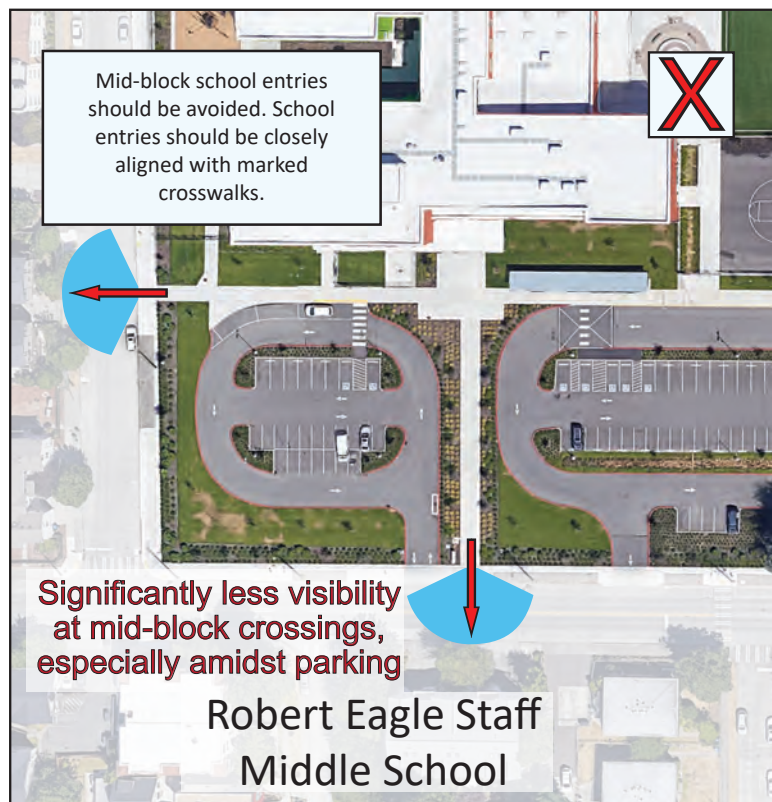 Mid-block school entries
should be avoided. School
entries should be closely
aligned with marked
crosswalks.
X
Significantly less visibility
at mid-block crossings,
especially amidst parking
Robert Eagle Staff
Middle School